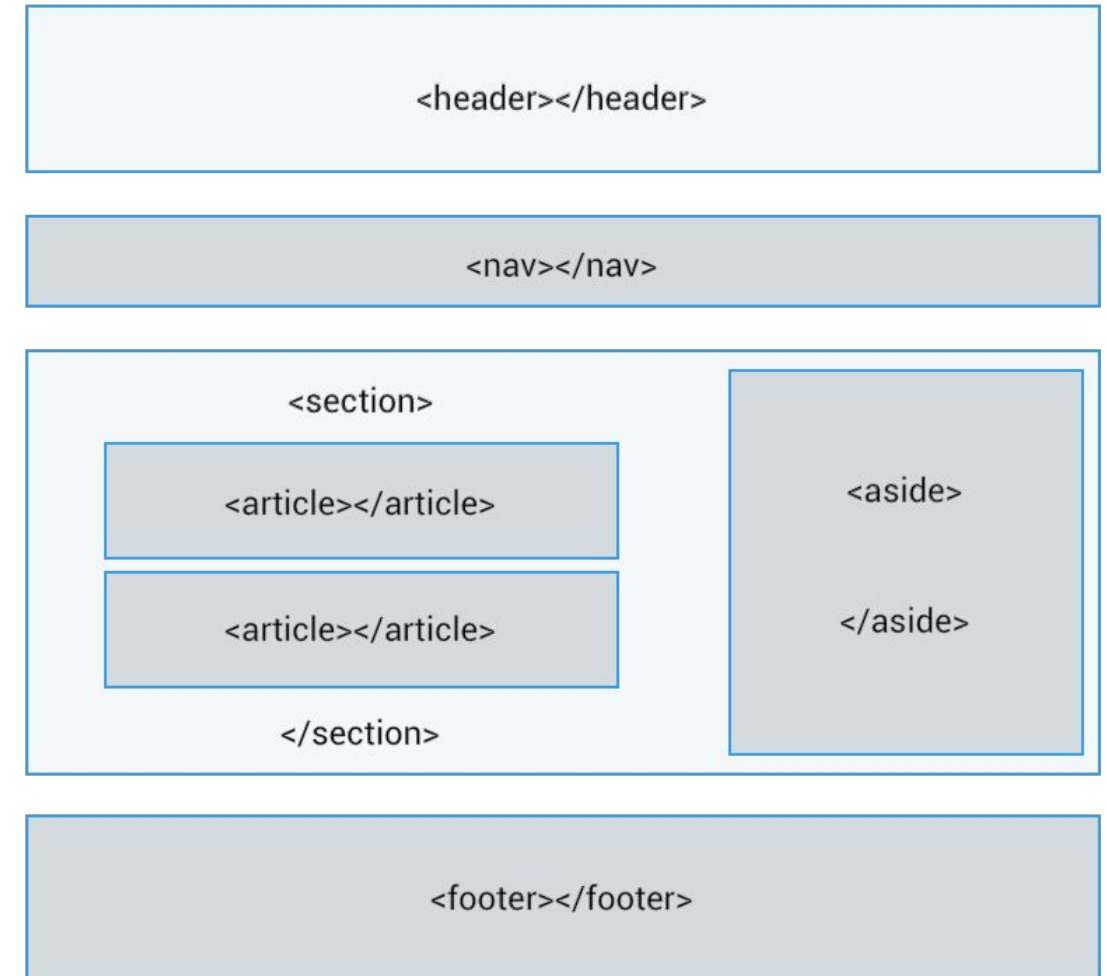 <header></header>
<nav></nav>
<section>
<article></article>
<article></article>
</section>
<aside>
</aside>
<footer></footer>